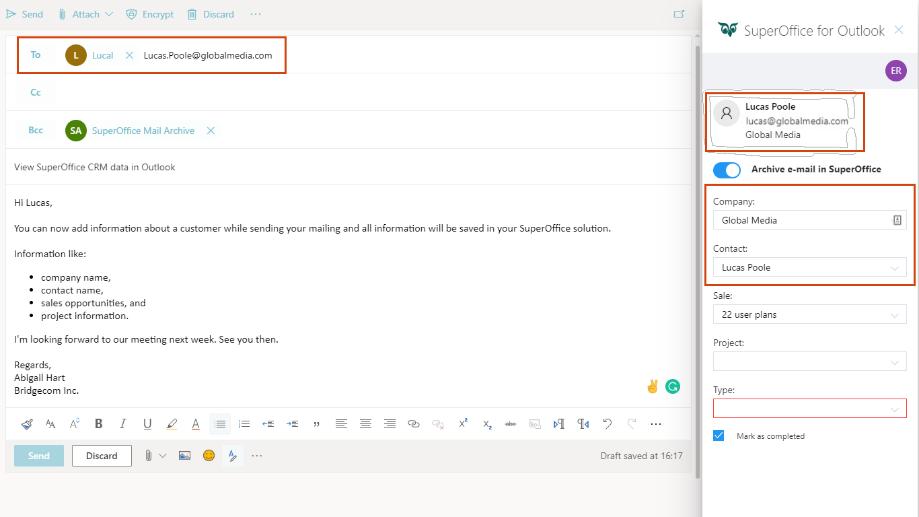 Send Attach Encrypt Discard ...
To L Lucal Lucas.Poole@globalmedia.com
Cc
Bcc SA SuperOffice Mail Archive
View SuperOffice CRM data in Outlook
Hi Lucas,
You can now add information about a customer while sending your mailing and all information will be saved in your SuperOffice solution.
Information like:
• company name,
• contact name,
• sales opportunities, and
• project information.
I'm looking forward to our meeting next week. See you then.
Regards,
Abigail Hart
Bridgecom Inc.
Send Discard ... Draft saved at 16:17
SuperOffice for Outlook
ER
Lucas Poole
lucas@globalmedia.com
Global Media
Archive e-mail in SuperOffice
Company:
Global Media
Contact:
Lucas Poole
Sale:
22 user plans
Project:
Type:
Mark as completed